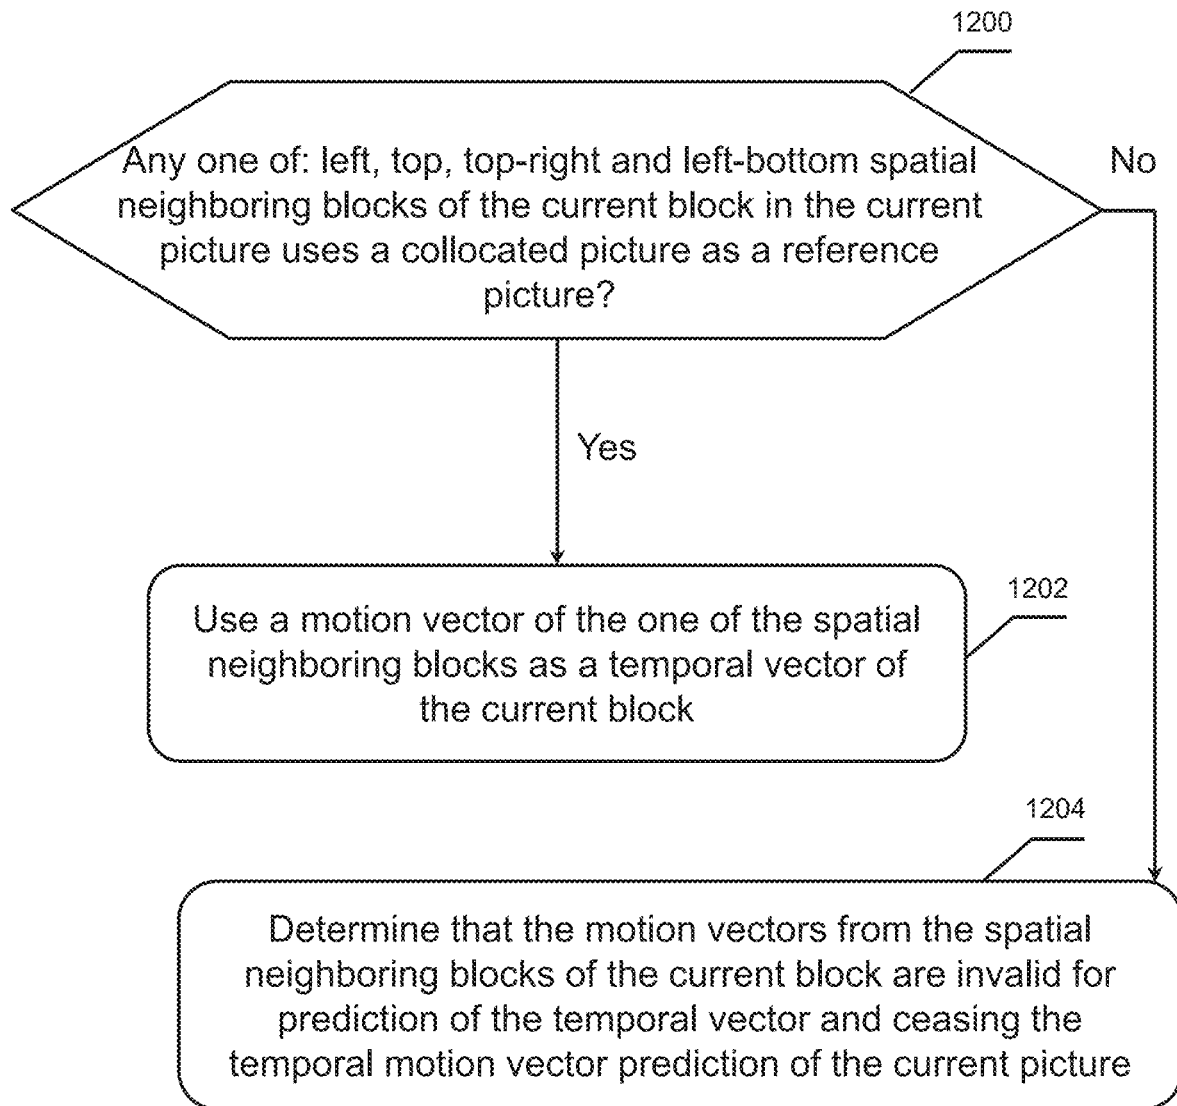 1200
Any one of: left, top, top-right and left-bottom spatial
neighboring blocks of the current block in the current
picture uses a collocated picture as a reference
picture?
No
Yes
1202
Use a motion vector of the one of the spatial
neighboring blocks as a temporal vector of
the current block
1204
Determine that the motion vectors from the spatial
neighboring blocks of the current block are invalid for
prediction of the temporal vector and ceasing the
temporal motion vector prediction of the current picture